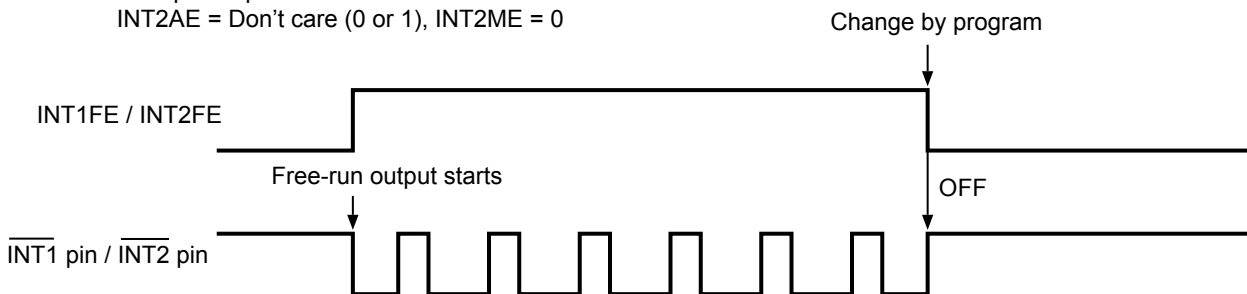 INT2AE = Don't care (0 or 1), INT2ME = 0
Change by program
INT1FE / INT2FE
Free-run output starts
OFF
INT1 pin / INT2 pin